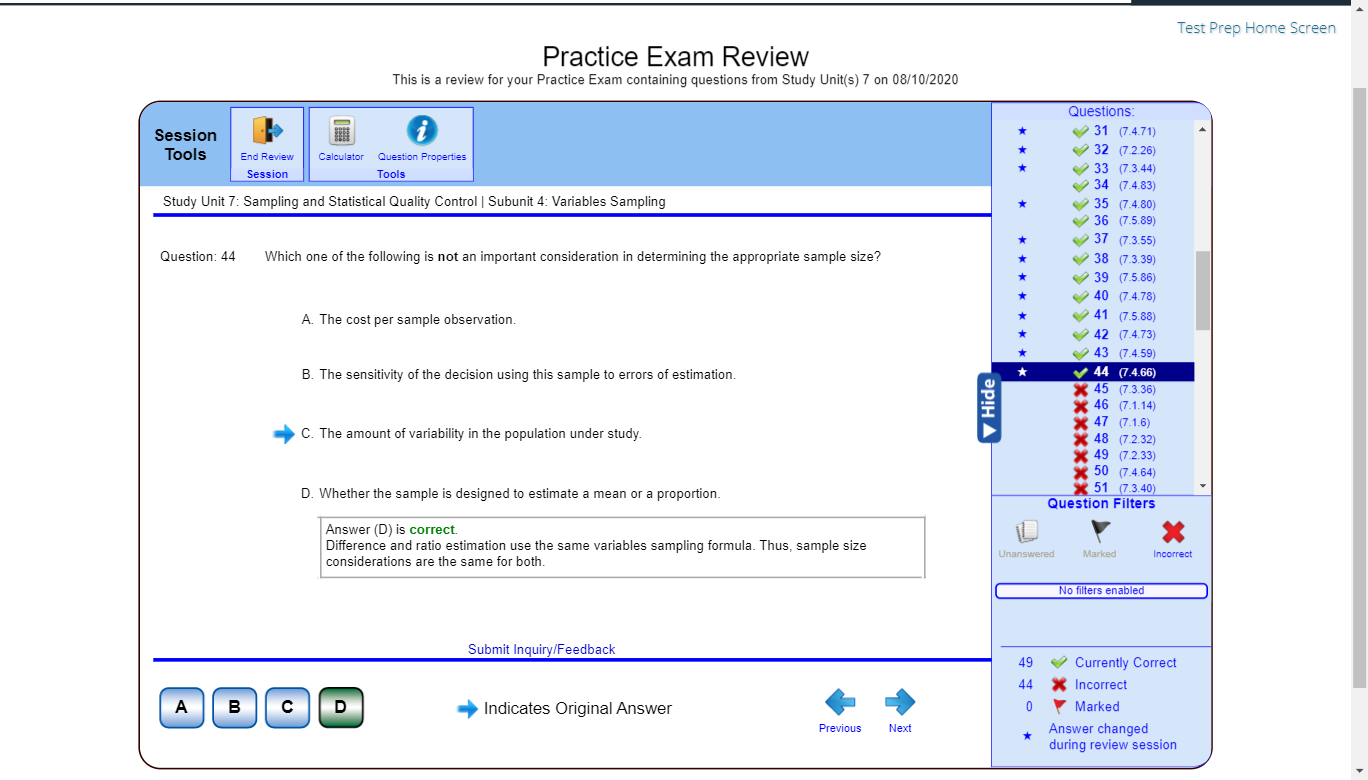 Test Prep Home Screen
Practice Exam Review
This is a review for your Practice Exam containing questions from Study Unit(s) 7 on 08/10/2020
Session
Tools
End Review
Session
Calculator Question Properties
Tools
Study Unit 7: Sampling and Statistical Quality Control | Subunit 4: Variables Sampling
Question: 44 Which one of the following is not an important consideration in determining the appropriate sample size?
A. The cost per sample observation.
B. The sensitivity of the decision using this sample to errors of estimation.
C. The amount of variability in the population under study.
D. Whether the sample is designed to estimate a mean or a proportion.
Answer (D) is correct.
Difference and ratio estimation use the same variables sampling formula. Thus, sample size
considerations are the same for both.
Submit Inquiry/Feedback
A B C D
Indicates Original Answer
Previous Next
Questions:
31 (7.4.71)
32 (7.2.26)
33 (7.3.44)
34 (7.4.83)
35 (7.4.80)
36 (7.5.89)
37 (7.3.55)
38 (7.3.39)
39 (7.5.86)
40 (7.4.78)
41 (7.5.88)
42 (7.4.73)
43 (7.4.59)
44 (7.4.66)
45 (7.3.36)
46 (7.1.14)
47 (7.1.6)
48 (7.2.32)
49 (7.2.33)
50 (7.4.64)
51 (7.3.40)
Hide
Question Filters
Unanswered Marked Incorrect
No filters enabled
49 Currently Correct
44 Incorrect
0 Marked
Answer changed
during review session